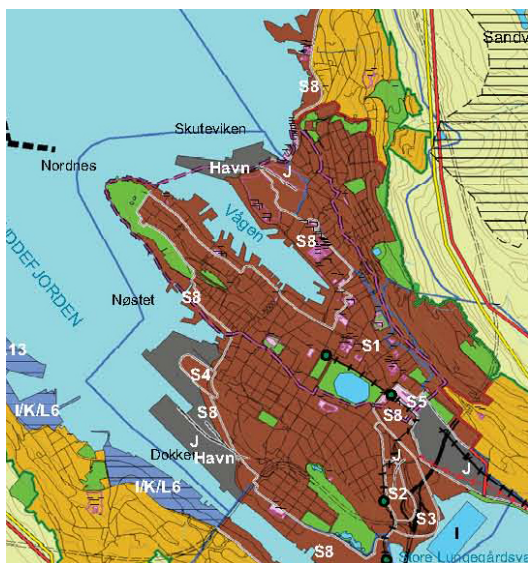 Sandv
S8
Skuteviken
Havn
J
Nordnes
Vågen
S8
UDDEFJORDEN
Nøstet
S8
S1
13
S4
S5
S8
S8
J
I/K/L6
Dokken
Havn
J
J
I/K/L6
S2
S3
I
S8
Store Lungegårdsva